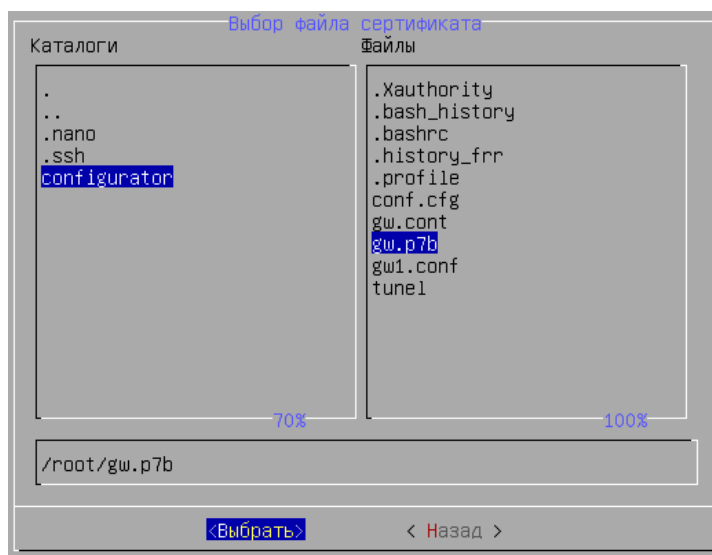 Выбор файла сертификата
Каталоги
.
..
.nano
.ssh
configurator
70%
Файлы
.Xauthority
.bash_history
.bashrc
.history_frr
.profile
conf.cfg
gw.cont
gw.p7b
gw1.conf
tunel
100%
/root/gw.p7b
<Выбрать>
< Назад >